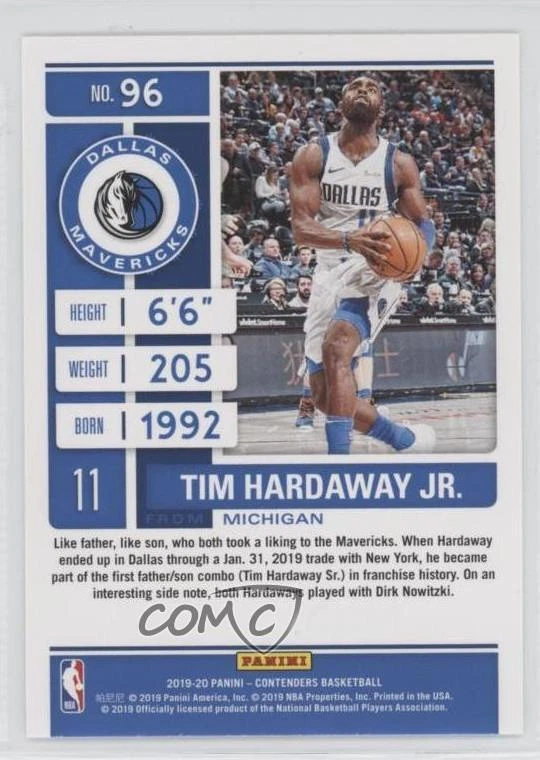 NO. 96
DALLAS
MAVERICKS
HEIGHT 6'6"
WEIGHT 205
BORN 1992
DALLAS
11
TIM HARDAWAY JR.
FROM MICHIGAN
Like father, like son, who both took a liking to the Mavericks. When Hardaway
ended up in Dallas through a Jan. 31, 2019 trade with New York, he became
part of the first father/son combo (Tim Hardaway Sr.) in franchise history. On an
interesting side note, both Hardaways played with Dirk Nowitzki.
COMC
PANINI
2019-20 PANINI – CONTENDERS BASKETBALL
帕尼尼 © 2019 Panini America, Inc. © 2019 NBA Properties, Inc. Printed in the USA.
© 2019 Officially licensed product of the National Basketball Players Association.
NBA